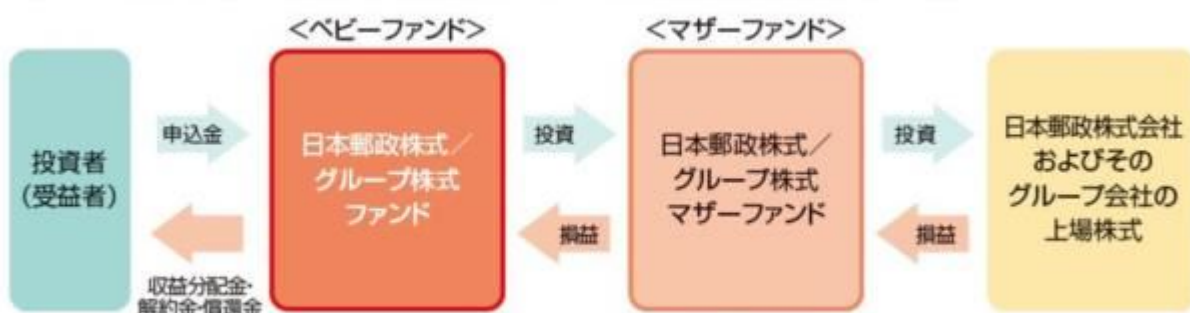 <ベビーファンド>
<マザーファンド>
投資者
(受益者)
申込金
収益分配金・
解約金・償還金
日本郵政株式／
グループ株式
ファンド
投資
損益
日本郵政株式／
グループ株式
マザーファンド
投資
損益
日本郵政株式会社
およびその
グループ会社の
上場株式